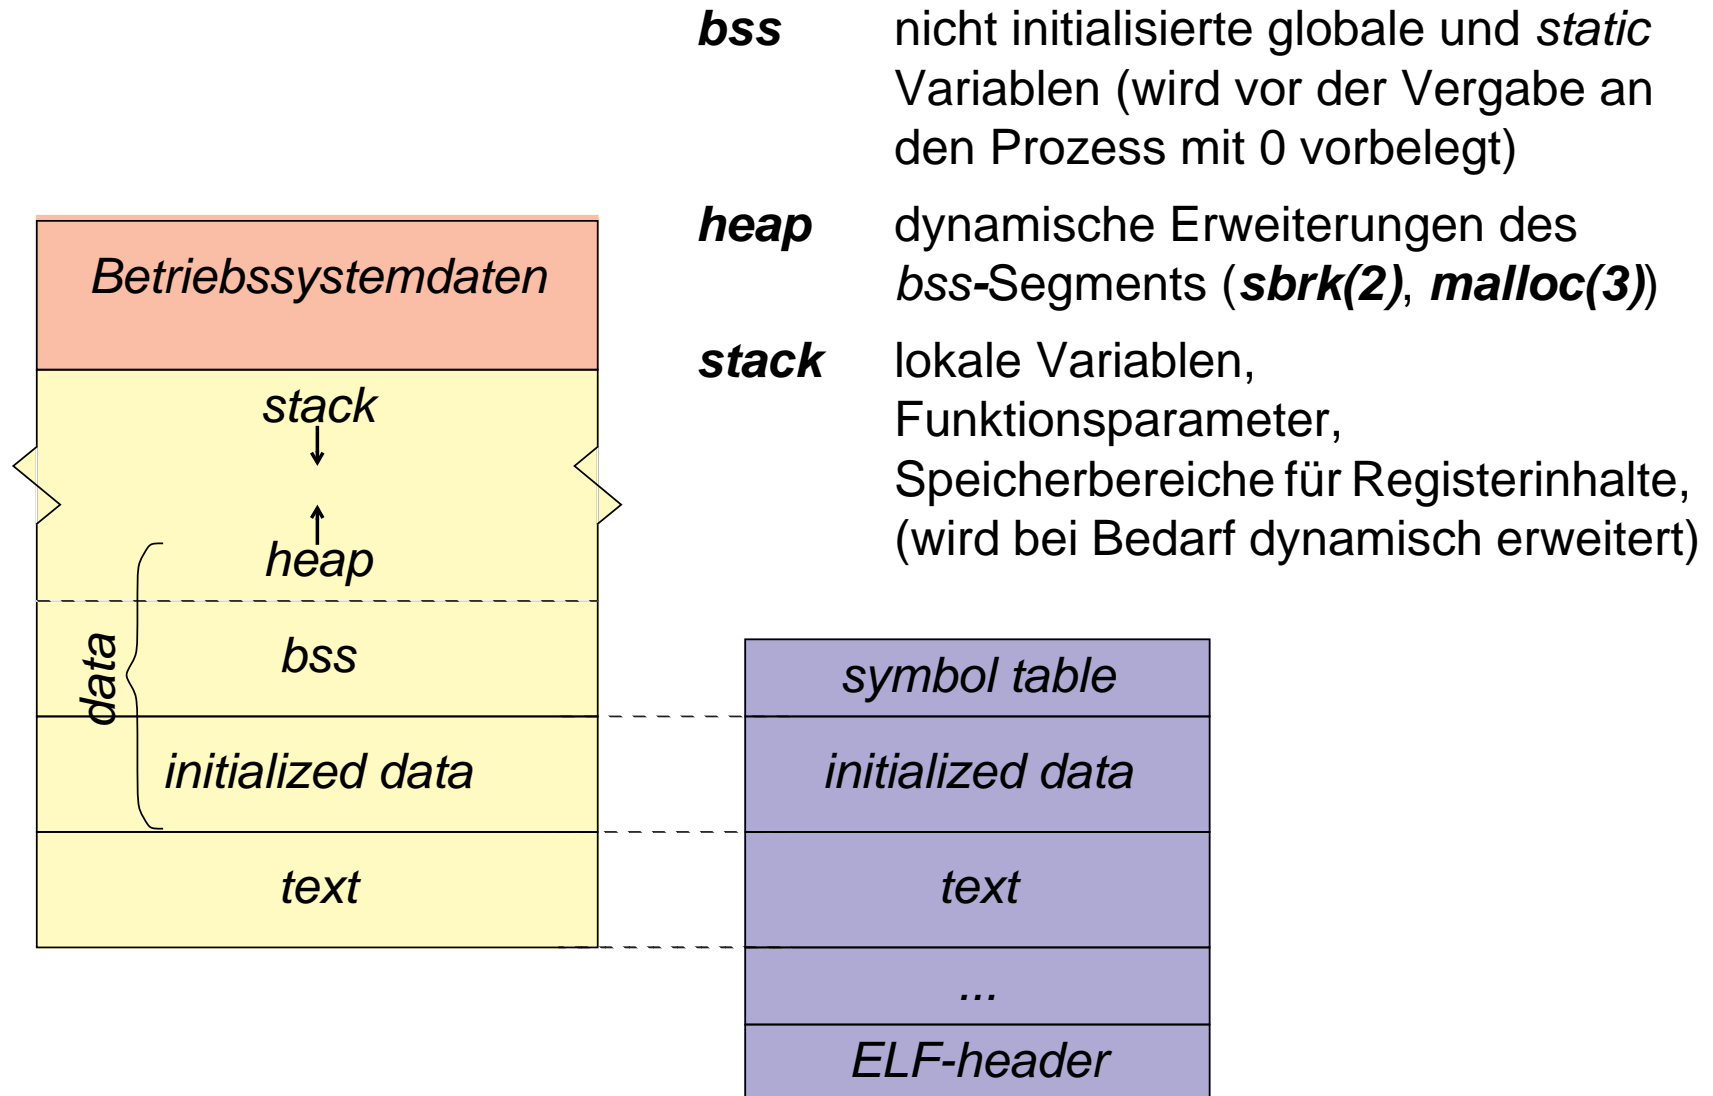 bss nicht initialisierte globale und static
Variablen (wird vor der Vergabe an
den Prozess mit 0 vorbelegt)
heap dynamische Erweiterungen des
bss-Segments (sbrk(2), malloc(3))
stack lokale Variablen,
Funktionsparameter,
Speicherbereiche für Registerinhalte,
(wird bei Bedarf dynamisch erweitert)
Betriebssystemdaten
stack
heap
bss
data
initialized data
text
symbol table
initialized data
text
...
ELF-header